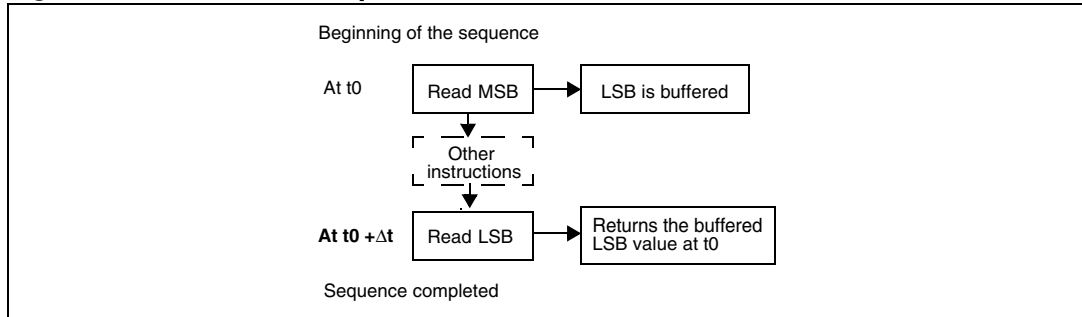 Beginning of the sequence
At t0
Read MSB
LSB is buffered
Other
instructions
At t0 +Δt
Read LSB
Returns the buffered
LSB value at t0
Sequence completed